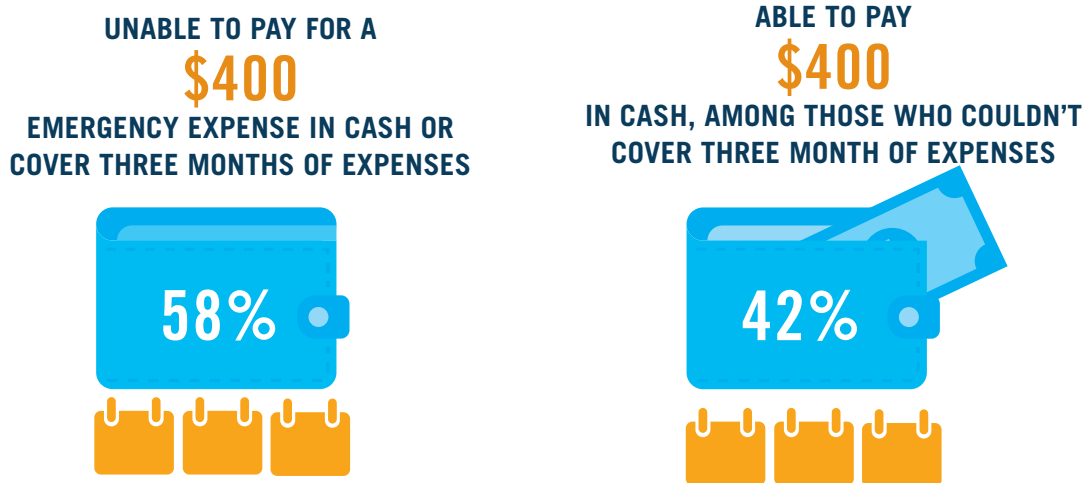 UNABLE TO PAY FOR A
$400
EMERGENCY EXPENSE IN CASH OR
COVER THREE MONTHS OF EXPENSES
58%
ABLE TO PAY
$400
IN CASH, AMONG THOSE WHO COULDN'T
COVER THREE MONTH OF EXPENSES
42%